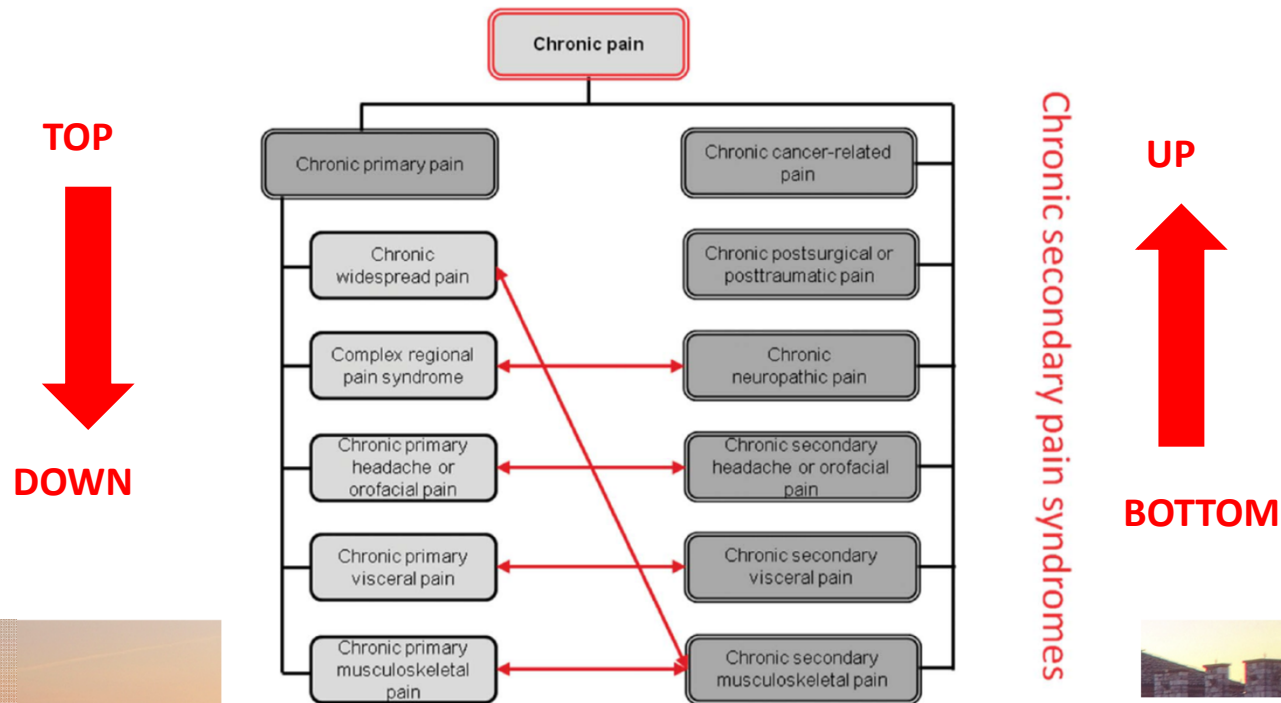 Chronic pain
TOP
DOWN
Chronic primary pain
Chronic
widespread pain
Complex regional
pain syndrome
Chronic primary
headache or
orofacial pain
Chronic primary
visceral pain
Chronic primary
musculoskeletal
pain
Chronic cancer-related
pain
Chronic postsurgical or
posttraumatic pain
Chronic
neuropathic pain
Chronic secondary
headache or orofacial
pain
Chronic secondary
visceral pain
Chronic secondary
musculoskeletal pain
Chronic secondary pain syndromes
UP
BOTTOM